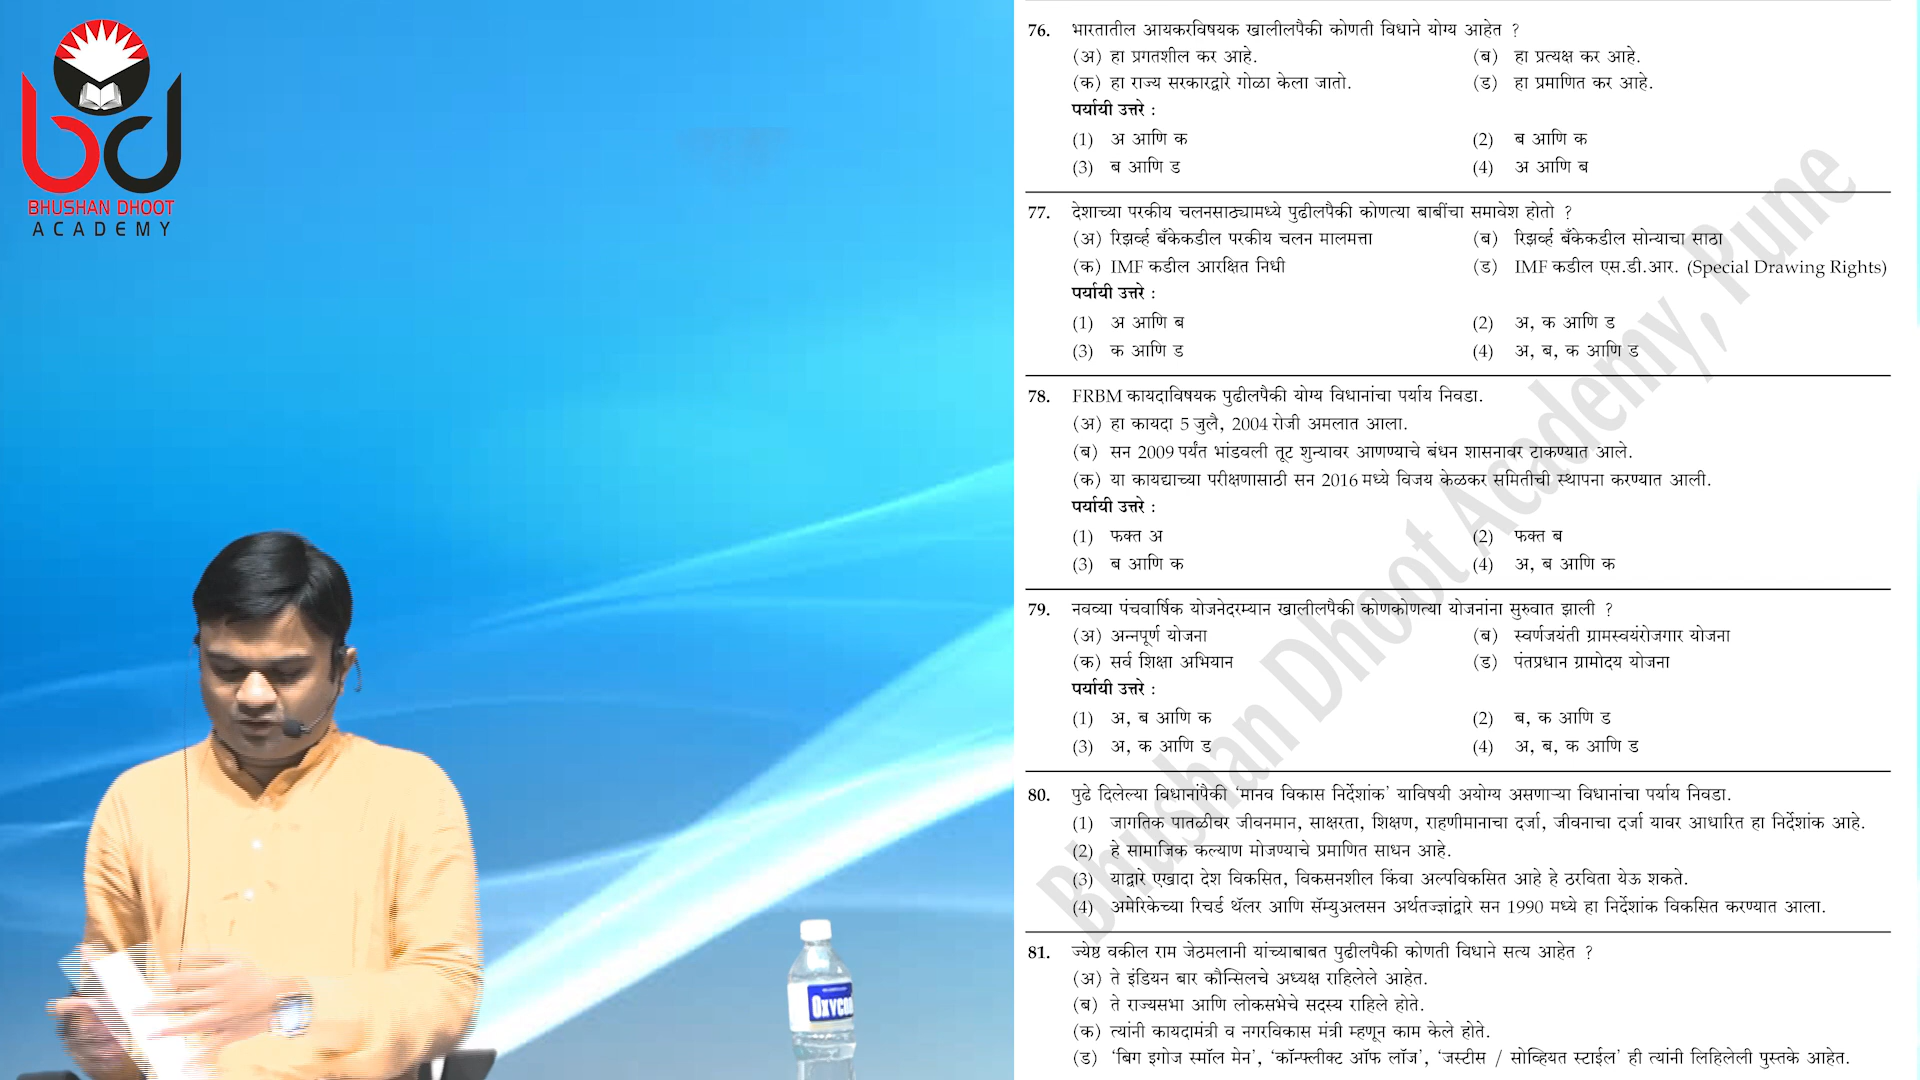 BHUSHAN DHOOT
ACADEMY
76. भारतातील आयकरविषयक खालीलपैकी कोणती विधाने योग्य आहेत ?
(अ) हा प्रगतशील कर आहे. (ब) हा प्रत्यक्ष कर आहे.
(क) हा राज्य सरकारद्वारे गोळा केला जातो. (ड) हा प्रमाणित कर आहे.
पर्यायी उत्तरे :
(1) अ आणि क (2) ब आणि क
(3) ब आणि ड (4) अ आणि ब
77. देशाच्या परकीय चलनसाठ्यामध्ये पुढीलपैकी कोणत्या बाबींचा समावेश होतो ?
(अ) रिझर्व्ह बँकेकडील परकीय चलन मालमत्ता (ब) रिझर्व्ह बँकेकडील सोन्याचा साठा
(क) IMF कडील आरक्षित निधी (ड) IMF कडील एस.डी.आर. (Special Drawing Rights)
पर्यायी उत्तरे :
(1) अ आणि ब (2) अ, क आणि ड
(3) क आणि ड (4) अ, ब, क आणि ड
78. FRBM कायदाविषयक पुढीलपैकी योग्य विधानांचा पर्याय निवडा.
(अ) हा कायदा 5 जुलै, 2004 रोजी अमलात आला.
(ब) सन 2009 पर्यंत भांडवली तूट शुन्यावर आणण्याचे बंधन शासनावर टाकण्यात आले.
(क) या कायद्याच्या परीक्षणासाठी सन 2016 मध्ये विजय केळकर समितीची स्थापना करण्यात आली.
पर्यायी उत्तरे :
(1) फक्त अ (2) फक्त ब
(3) ब आणि क (4) अ, ब आणि क
79. नवव्या पंचवार्षिक योजनेदरम्यान खालीलपैकी कोणकोणत्या योजनांना सुरुवात झाली ?
(अ) अन्नपूर्ण योजना (ब) स्वर्णजयंती ग्रामस्वयंरोजगार योजना
(क) सर्व शिक्षा अभियान (ड) पंतप्रधान ग्रामोदय योजना
पर्यायी उत्तरे :
(1) अ, ब आणि क (2) ब, क आणि ड
(3) अ, क आणि ड (4) अ, ब, क आणि ड
80. पुढे दिलेल्या विधानांपैकी ‘मानव विकास निर्देशांक’ याविषयी अयोग्य असणाऱ्या विधानांचा पर्याय निवडा.
(1) जागतिक पातळीवर जीवनमान, साक्षरता, शिक्षण, राहणीमानाचा दर्जा, जीवनाचा दर्जा यावर आधारित हा निर्देशांक आहे.
(2) हे सामाजिक कल्याण मोजण्याचे प्रमाणित साधन आहे.
(3) याद्वारे एखादा देश विकसित, विकसनशील किंवा अल्पविकसित आहे हे ठरविता येऊ शकते.
(4) अमेरिकेच्या रिचर्ड थॅलर आणि सॅम्युअलसन अर्थतज्ज्ञांद्वारे सन 1990 मध्ये हा निर्देशांक विकसित करण्यात आला.
81. ज्येष्ठ वकील राम जेठमलानी यांच्याबाबत पुढीलपैकी कोणती विधाने सत्य आहेत ?
(अ) ते इंडियन बार कौन्सिलचे अध्यक्ष राहिलेले आहेत.
(ब) ते राज्यसभा आणि लोकसभेचे सदस्य राहिले होते.
(क) त्यांनी कायदामंत्री व नगरविकास मंत्री म्हणून काम केले होते.
(ड) ‘बिग इगोज स्मॉल मेन’, ‘कॉन्फ्लीक्ट ऑफ लॉज’, ‘जस्टीस / सोव्हियत स्टाईल’ ही त्यांनी लिहिलेली पुस्तके आहेत.
Bhushan Dhoot Academy, Pune